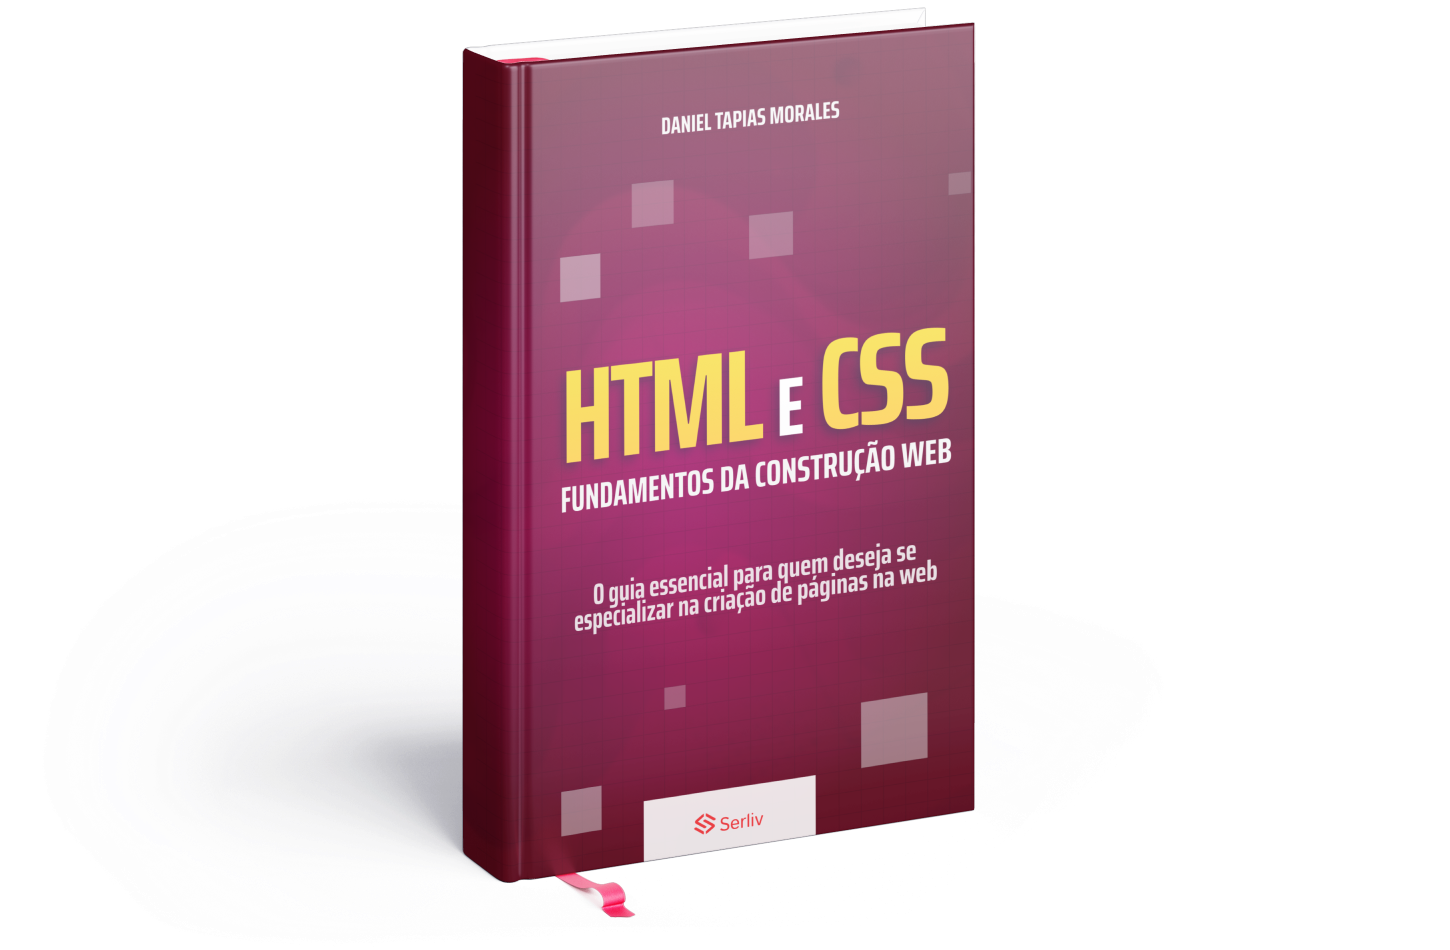 DANIEL TAPIAS MORALES
HTML E CSS
FUNDAMENTOS DA CONSTRUÇÃO WEB
O guia essencial para quem deseja se
especializar na criação de páginas na web
Serliv